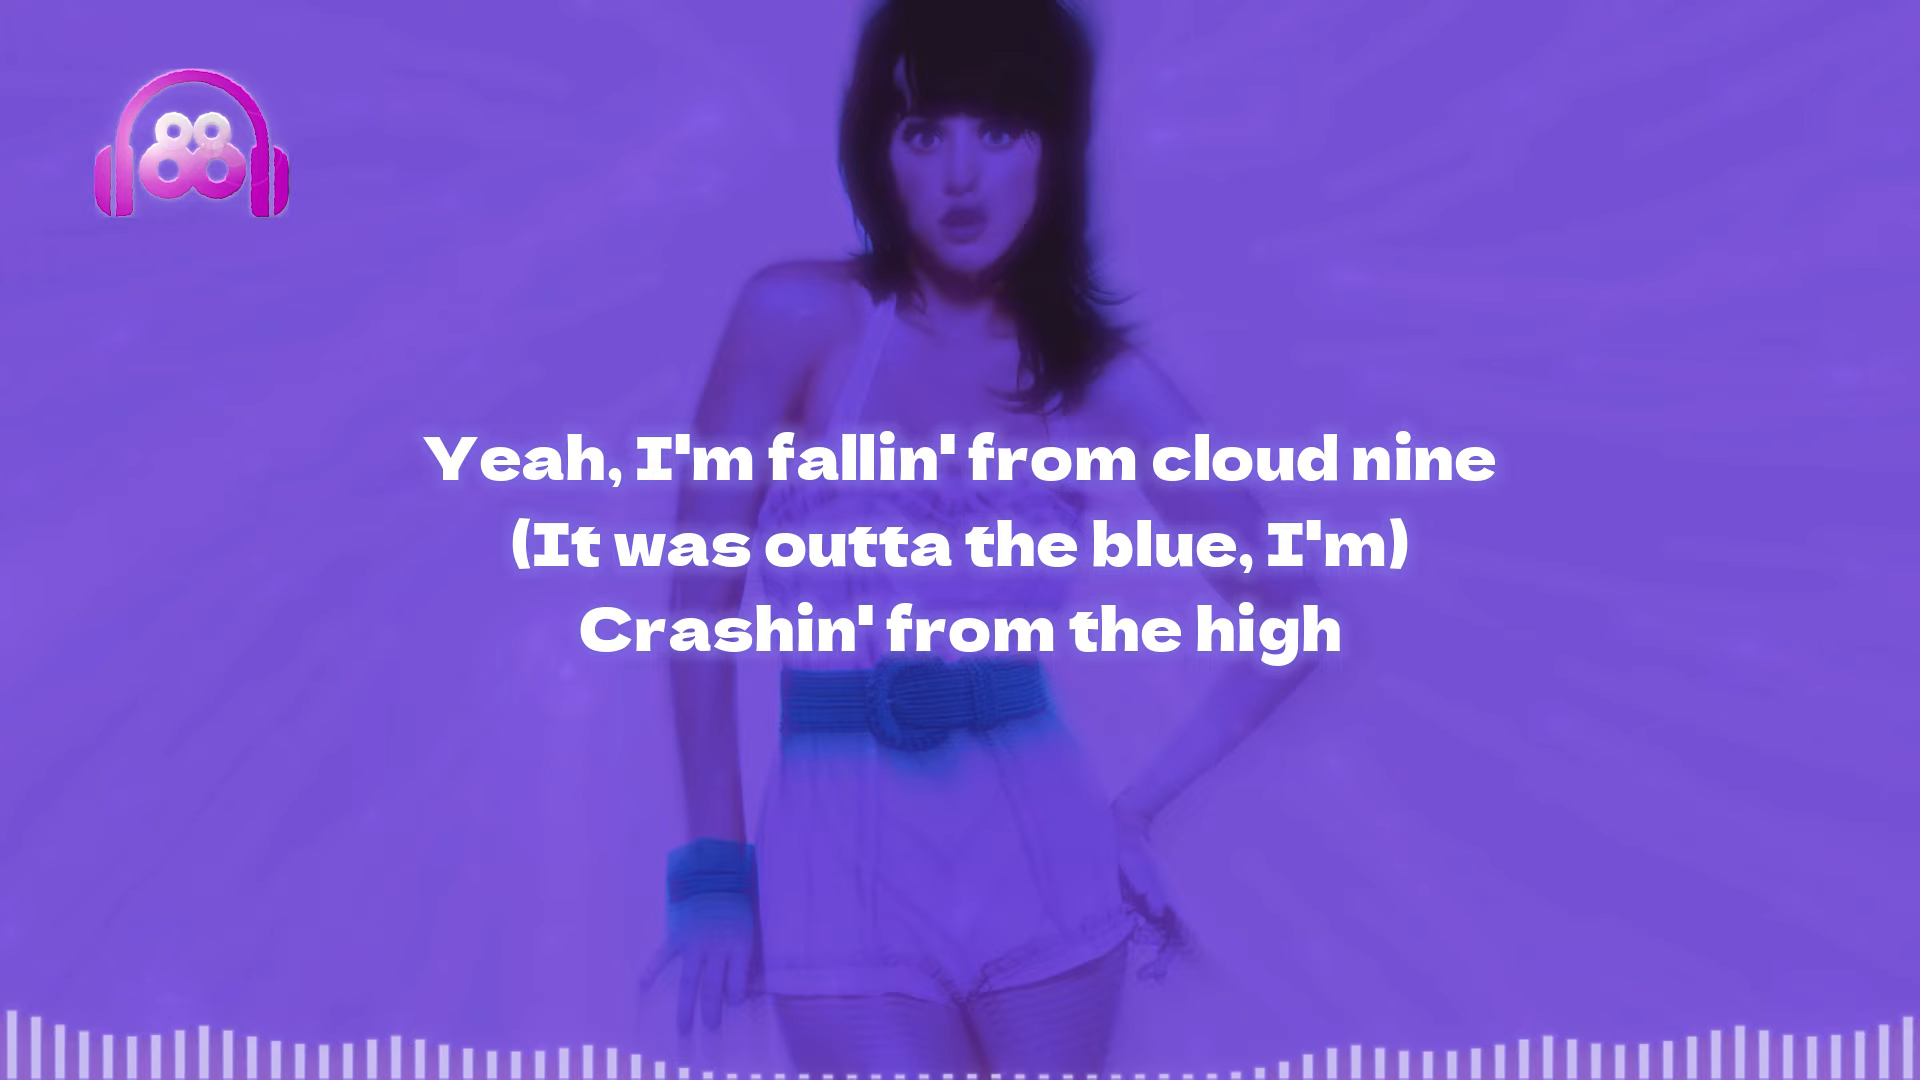 Yeah, I'm fallin' from cloud nine
(It was outta the blue, I'm)
Crashin' from the high